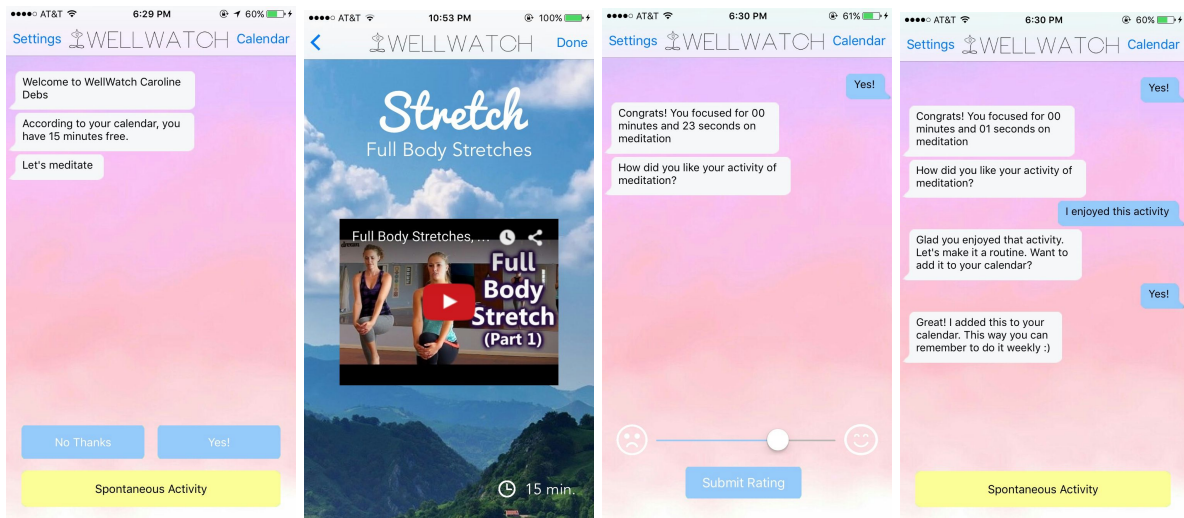 AT&T 6:29 PM 60%
Settings WELLWATCH Calendar
Welcome to WellWatch Caroline
Debs
According to your calendar, you
have 15 minutes free.
Let's meditate
No Thanks
Yes!
Spontaneous Activity
AT&T 10:53 PM 100%
WELLWATCH Done
Stretch
Full Body Stretches
Full Body Stretches, ...
Full
Body
Stretch
(Part 1)
15 min.
AT&T 6:30 PM 61%
Settings WELLWATCH Calendar
Yes!
Congrats! You focused for 00
minutes and 23 seconds on
meditation
How did you like your activity of
meditation?
Submit Rating
AT&T 6:30 PM 60%
Settings WELLWATCH Calendar
Yes!
Congrats! You focused for 00
minutes and 01 seconds on
meditation
How did you like your activity of
meditation?
I enjoyed this activity
Glad you enjoyed that activity.
Let's make it a routine. Want to
add it to your calendar?
Yes!
Great! I added this to your
calendar. This way you can
remember to do it weekly :)
Spontaneous Activity